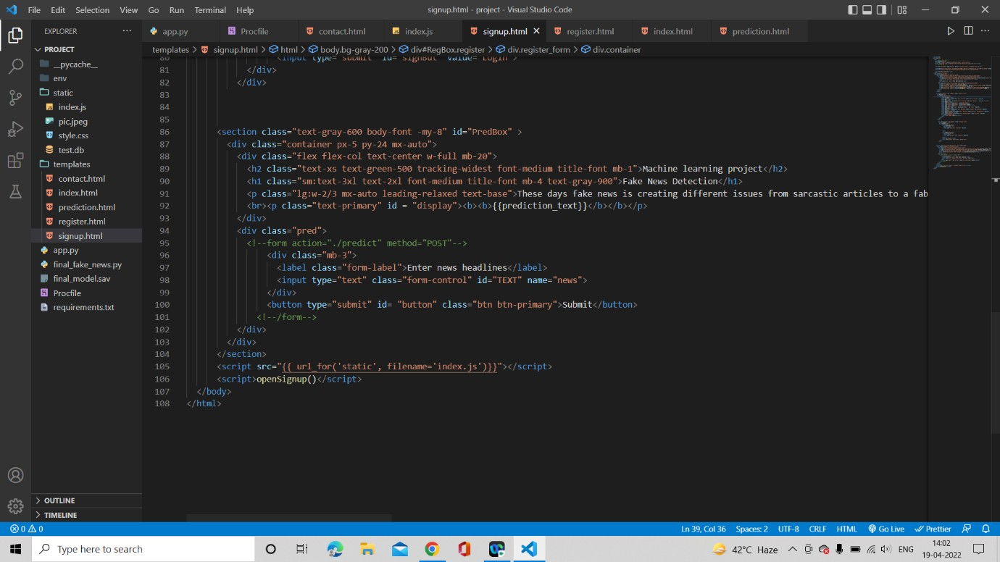 File Edit Selection View Go Run Terminal Help signup.html - project - Visual Studio Code
EXPLORER ··· app.py Procfile contact.html index.js signup.html register.html index.html prediction.html ···
PROJECT
templates > signup.html > html > body.bg-gray-200 > div#RegBox.register > div.register_form > div.container
__pycache__
env
static
index.js
pic.jpeg
style.css
test.db
templates
contact.html
index.html
prediction.html
register.html
signup.html
app.py
final_fake_news.py
final_model.sav
Procfile
requirements.txt
OUTLINE
TIMELINE
81 </div>
82 </div>
83
84
85
86 <section class="text-gray-600 body-font -my-8" id="PredBox" >
87 <div class="container px-5 py-24 mx-auto">
88 <div class="flex flex-col text-center w-full mb-20">
89 <h2 class="text-xs text-green-500 tracking-widest font-medium title-font mb-1">Machine learning project</h2>
90 <h1 class="sm:text-3xl text-2xl font-medium title-font mb-4 text-gray-900">Fake News Detection</h1>
91 <p class="lg:w-2/3 mx-auto leading-relaxed text-base">These days fake news is creating different issues from sarcastic articles to a fab
92 <br><p class="text-primary" id = "display"><b><b>{{prediction_text}}</b></b></p>
93 </div>
94 <div class="pred">
95 <!--form action="./predict" method="POST"-->
96 <div class="mb-3">
97 <label class="form-label">Enter news headlines</label>
98 <input type="text" class="form-control" id="TEXT" name="news">
99 </div>
100 <button type="submit" id= "button" class="btn btn-primary">Submit</button>
101 <!--/form-->
102 </div>
103 </div>
104 </section>
105 <script src="{{ url_for('static', filename='index.js')}}"></script>
106 <script>openSignup()</script>
107 </body>
108 </html>
0 0 Ln 39, Col 36 Spaces: 2 UTF-8 CRLF HTML Go Live Prettier
Type here to search 42°C Haze ENG 14:02
19-04-2022